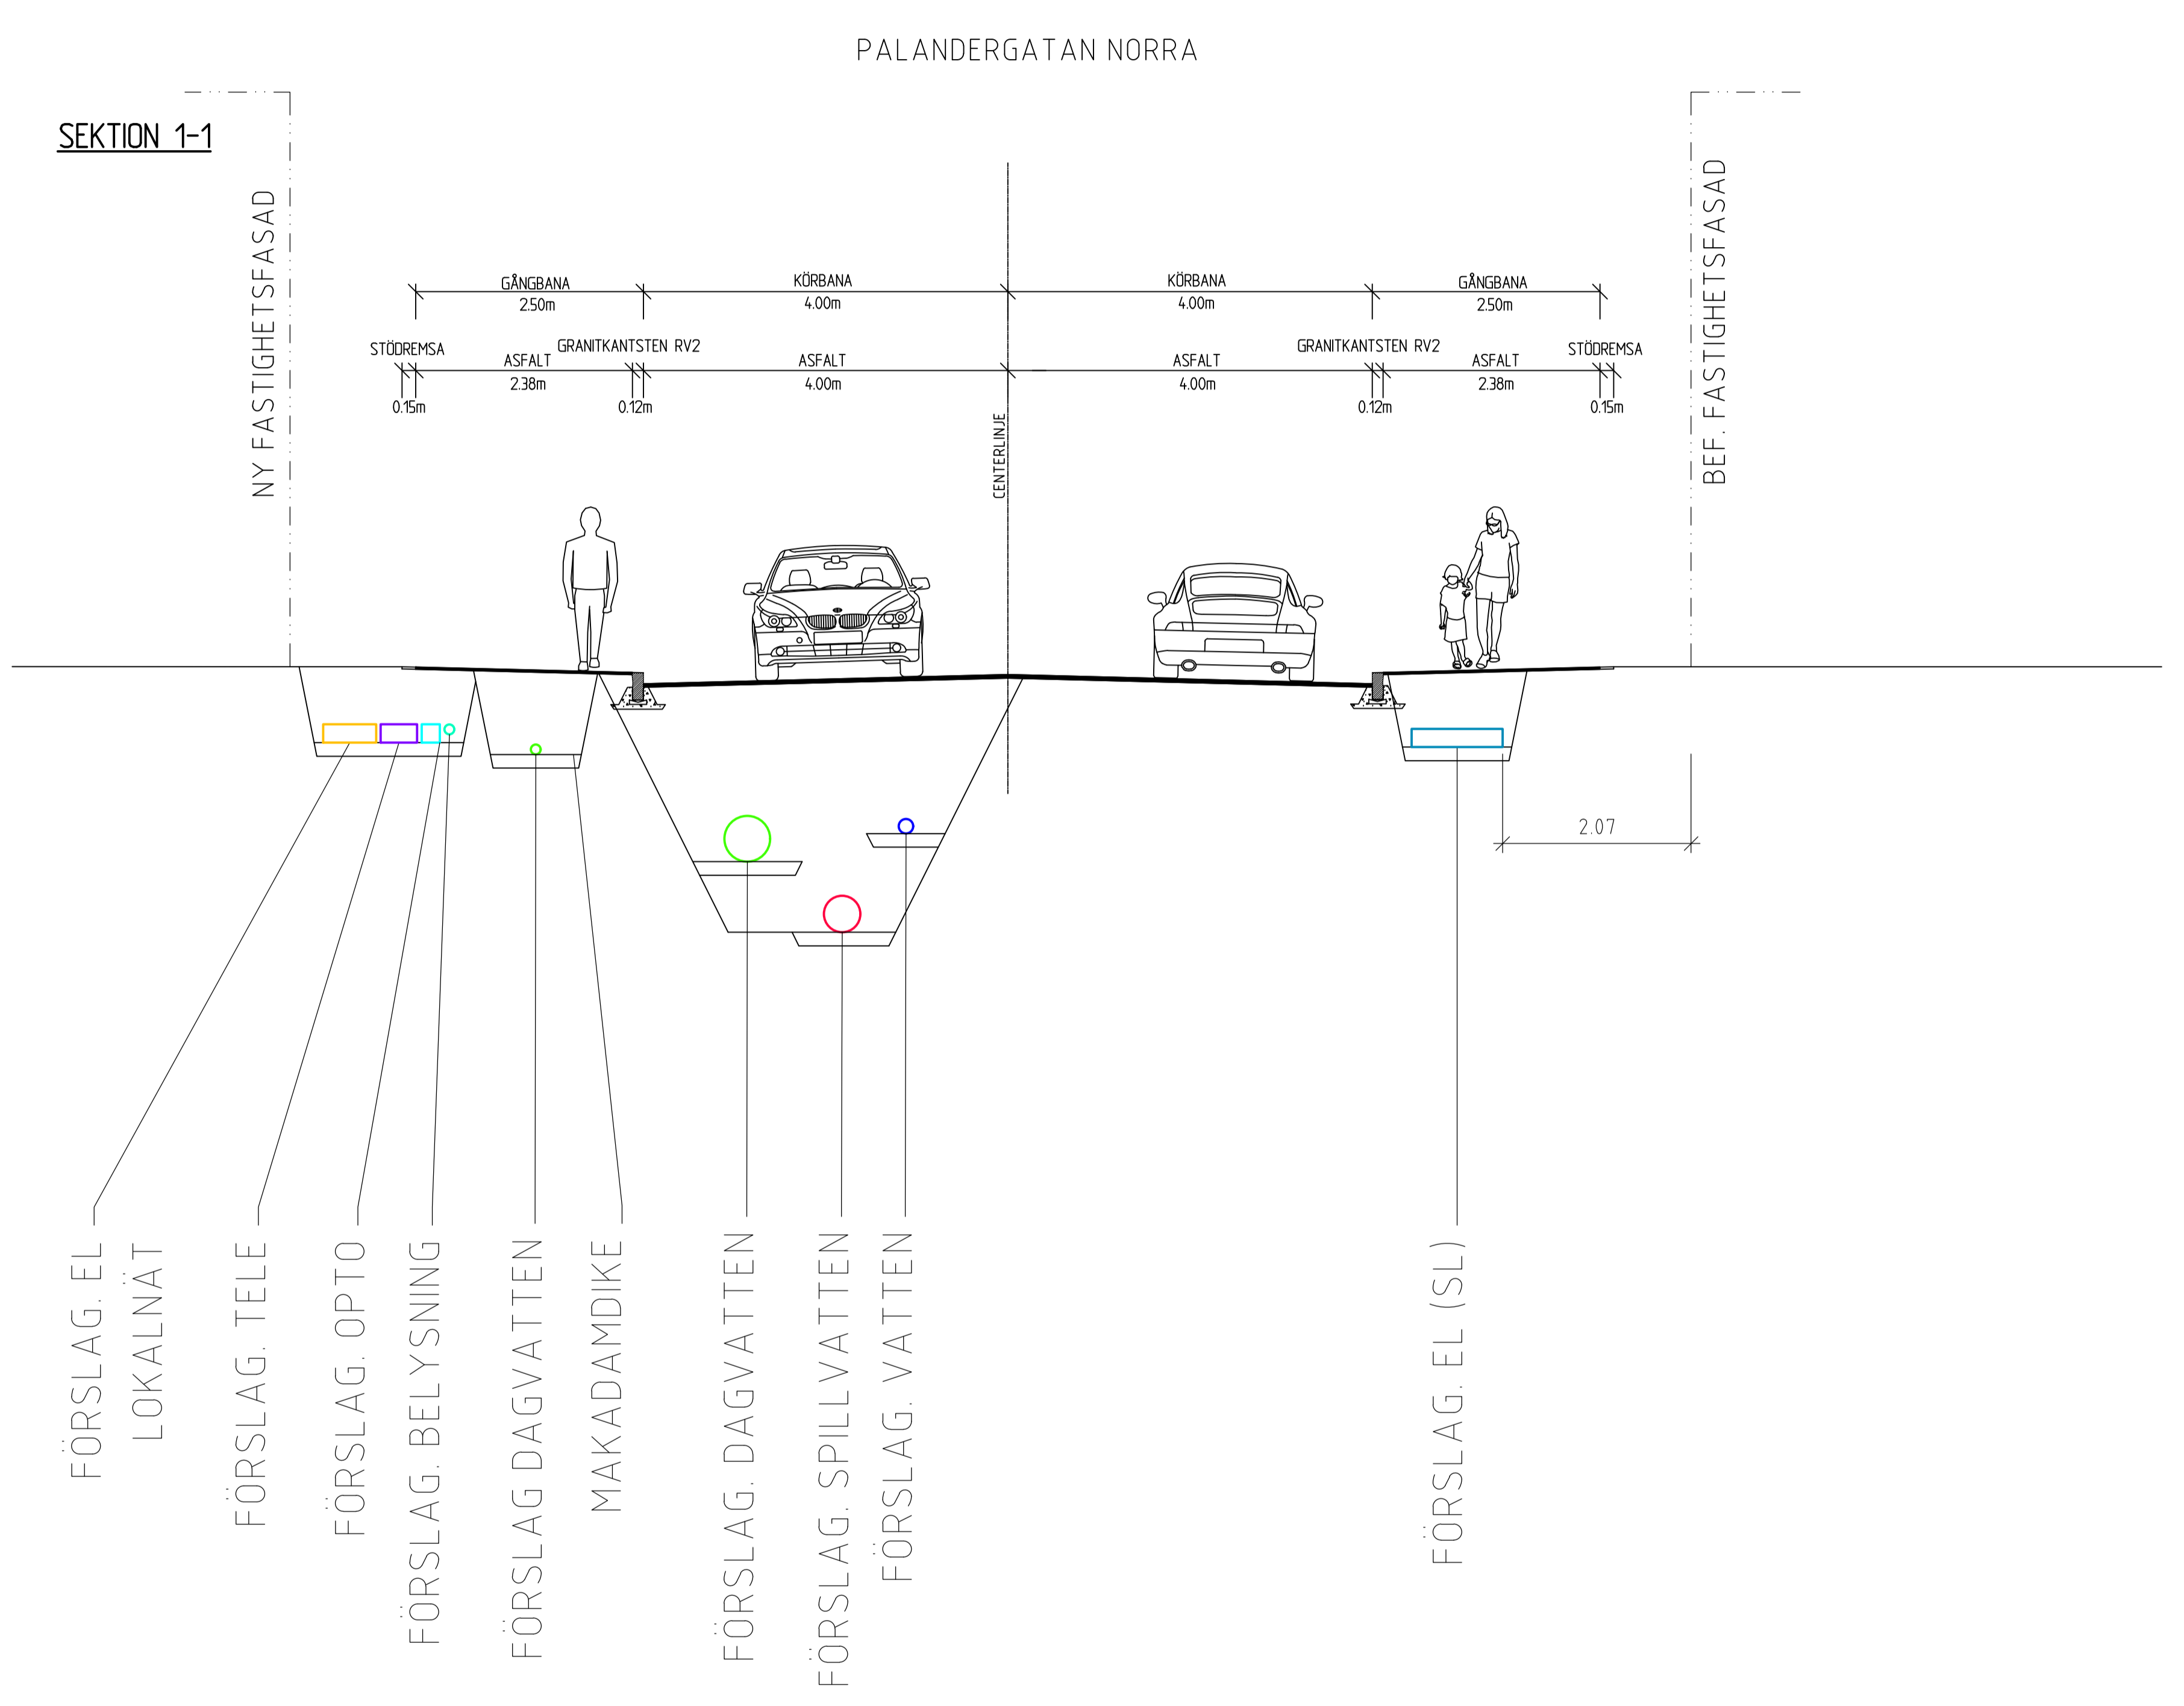 PALANDERGATAN NORRA
SEKTION 1-1
NY FASTIGHETSFASAD
BEF. FASTIGHETSFASAD
GÅNGBANA
2.50m
KÖRBANA
4.00m
KÖRBANA
4.00m
GÅNGBANA
2.50m
STÖDREMSA
0.15m
ASFALT
2.38m
GRANITKANTSTEN RV2
0.12m
ASFALT
4.00m
ASFALT
4.00m
GRANITKANTSTEN RV2
0.12m
ASFALT
2.38m
STÖDREMSA
0.15m
CENTERLINJE
2.07
FÖRSLAG. EL
LOKALNÄT
FÖRSLAG. TELE
FÖRSLAG. OPTO
FÖRSLAG. BELYSNING
FÖRSLAG DAGVATTEN
MAKADAMDIKE
FÖRSLAG. DAGVATTEN
FÖRSLAG. SPILLVATTEN
FÖRSLAG. VATTEN
FÖRSLAG. EL (SL)